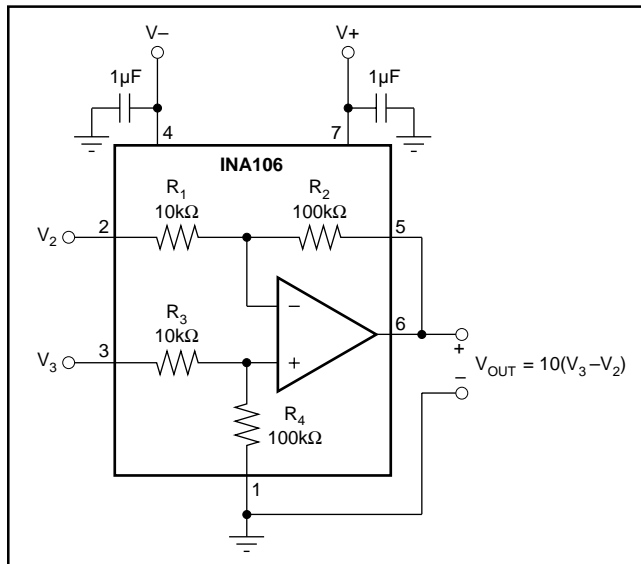 V– V+
1µF 1µF
4 7
INA106
R1 R2
10kΩ 100kΩ
2 5
V2
–
R3
10kΩ
6
3
V3
+
+
–
VOUT = 10(V3–V2)
R4
100kΩ
1